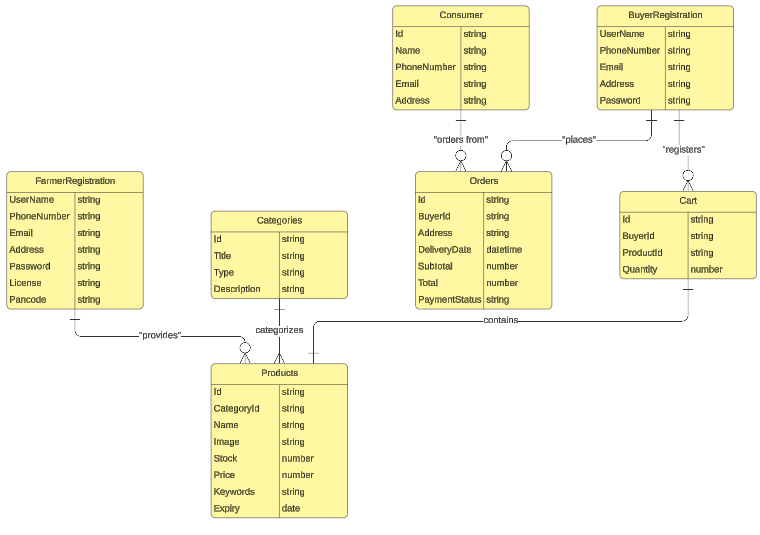 Consumer
Id string
Name string
PhoneNumber string
Email string
Address string
BuyerRegistration
UserName string
PhoneNumber string
Email string
Address string
Password string
"orders from"
"places"
"registers"
FarmerRegistration
UserName string
PhoneNumber string
Email string
Address string
Password string
License string
Pancode string
Categories
Id string
Title string
Type string
Description string
Orders
Id string
BuyerId string
Address string
DeliveryDate datetime
Subtotal number
Total number
PaymentStatus string
Cart
Id string
BuyerId string
ProductId string
Quantity number
"provides"
categorizes
contains
Products
Id string
CategoryId string
Name string
Image string
Stock number
Price number
Keywords string
Expiry date